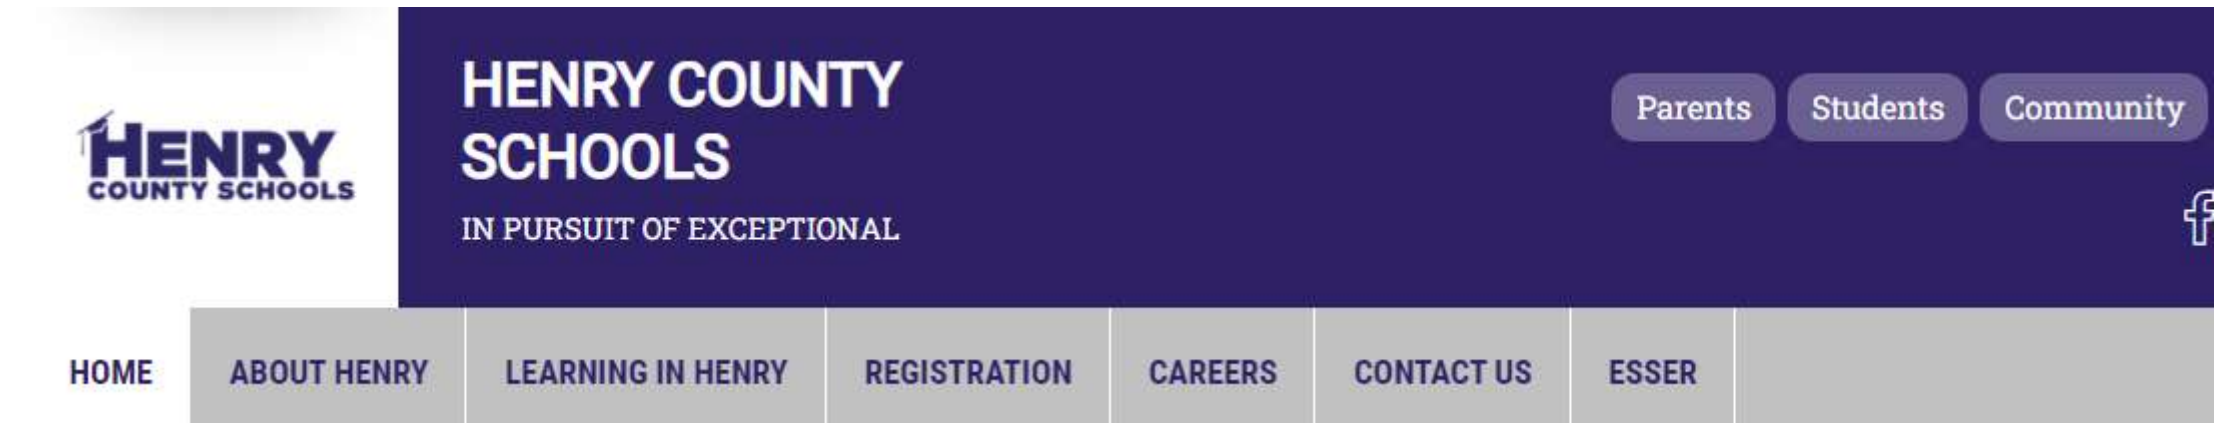 HENRY
COUNTY SCHOOLS
HENRY COUNTY
SCHOOLS
IN PURSUIT OF EXCEPTIONAL
Parents Students Community
HOME ABOUT HENRY LEARNING IN HENRY REGISTRATION CAREERS CONTACT US ESSER